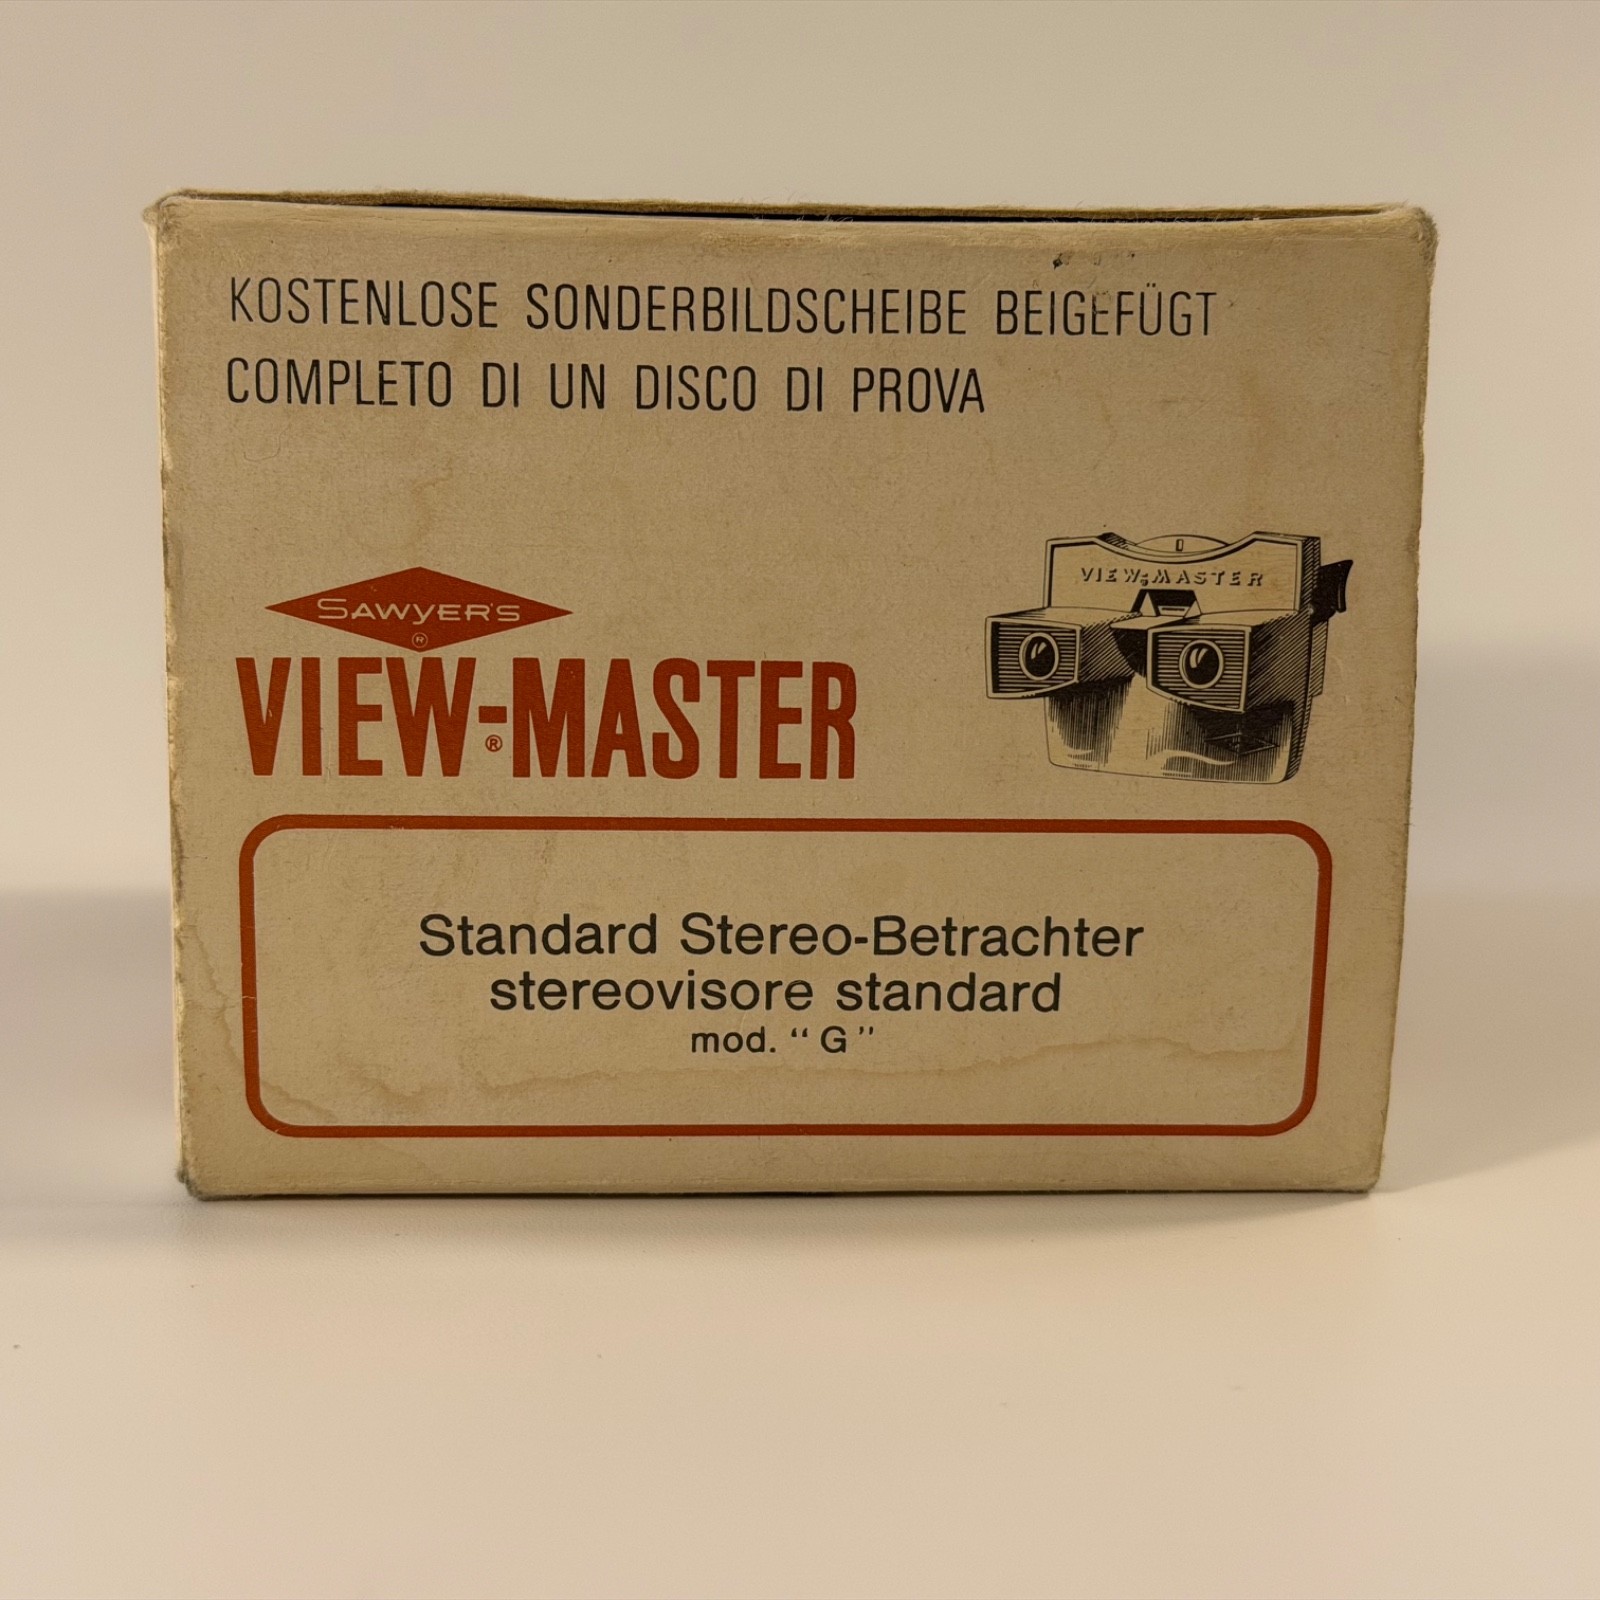 KOSTENLOSE SONDERBILDSCHEIBE BEIGEFÜGT
COMPLETO DI UN DISCO DI PROVA
SAWYER'S
®
VIEW-MASTER
®
VIEW-MASTER
Standard Stereo-Betrachter
stereovisore standard
mod. “ G ”